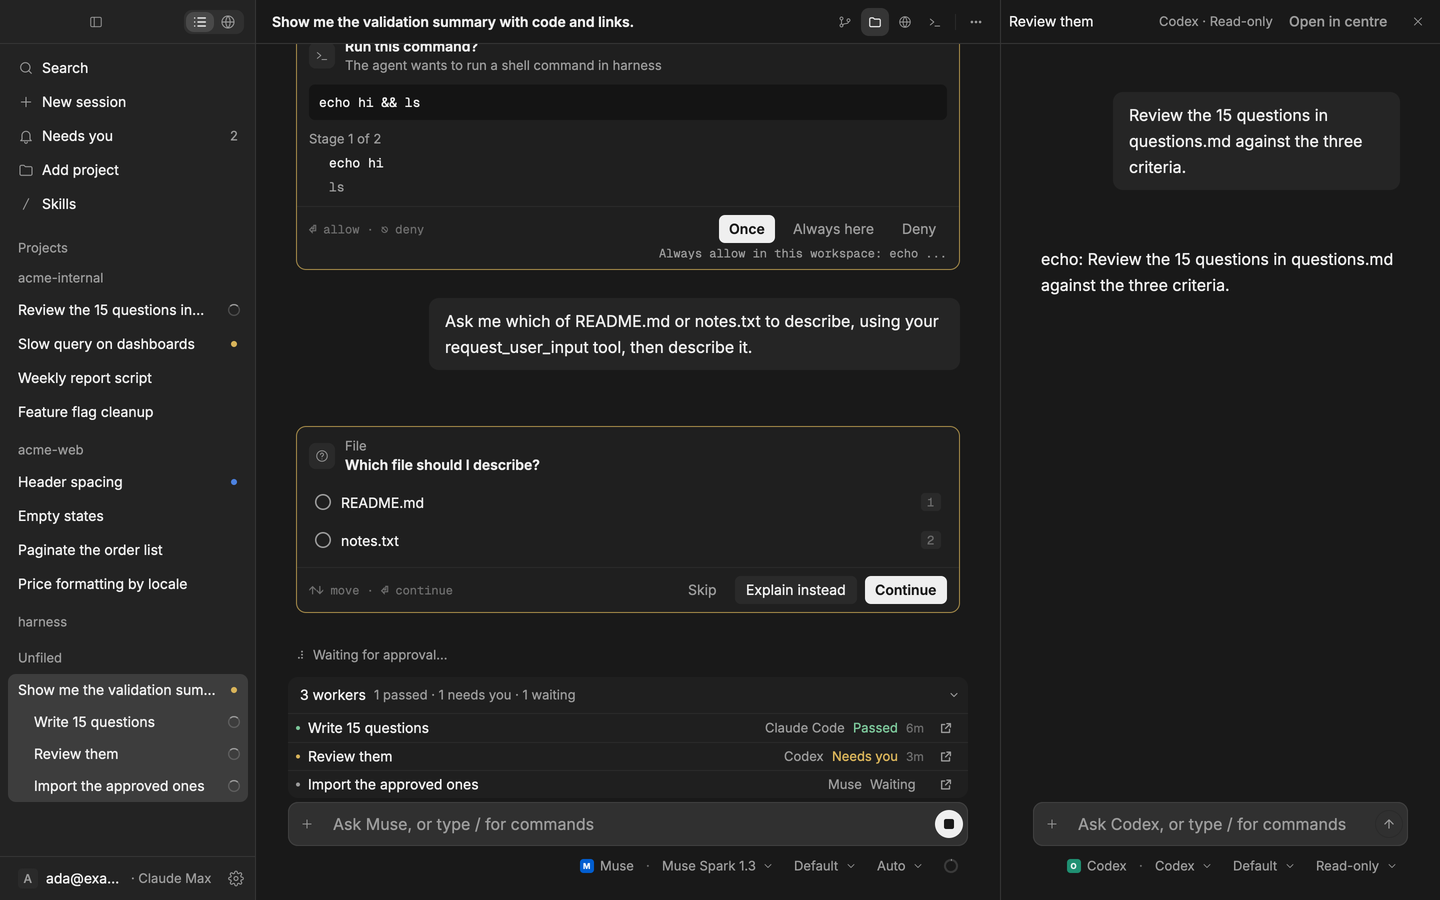 Search
New session
Needs you 2
Add project
Skills
Projects
acme-internal
Review the 15 questions in...
Slow query on dashboards
Weekly report script
Feature flag cleanup
acme-web
Header spacing
Empty states
Paginate the order list
Price formatting by locale
harness
Unfiled
Show me the validation sum...
Write 15 questions
Review them
Import the approved ones
A ada@exa... · Claude Max
Show me the validation summary with code and links.
Run this command?
The agent wants to run a shell command in harness
echo hi && ls
Stage 1 of 2
echo hi
ls
allow · deny
Once Always here Deny
Always allow in this workspace: echo ...
Ask me which of README.md or notes.txt to describe, using your
request_user_input tool, then describe it.
File
Which file should I describe?
README.md 1
notes.txt 2
move · continue
Skip Explain instead Continue
Waiting for approval...
3 workers 1 passed · 1 needs you · 1 waiting
Write 15 questions Claude Code Passed 6m
Review them Codex Needs you 3m
Import the approved ones Muse Waiting
Ask Muse, or type / for commands
M Muse · Muse Spark 1.3 Default Auto
Review them Codex · Read-only Open in centre
Review the 15 questions in
questions.md against the three
criteria.
echo: Review the 15 questions in questions.md
against the three criteria.
Ask Codex, or type / for commands
O Codex · Codex Default Read-only